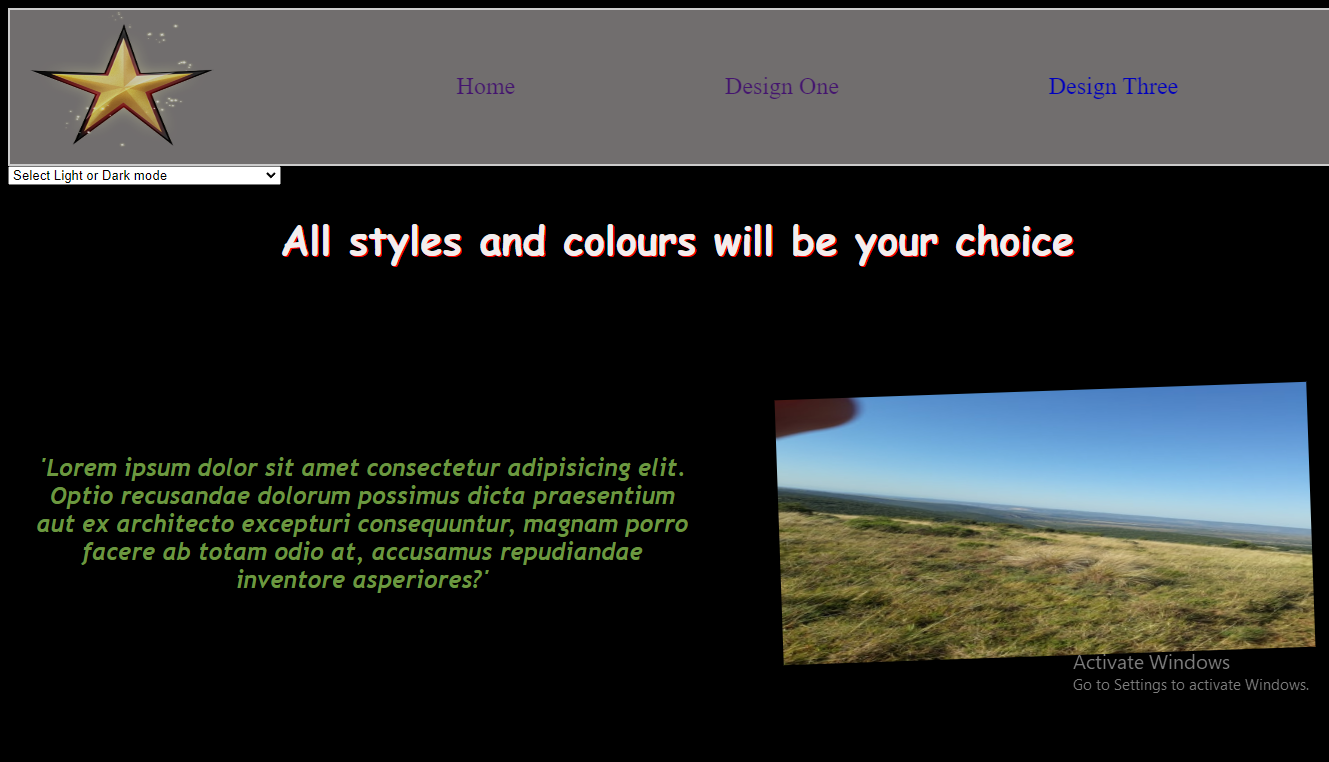 Home Design One Design Three
Select Light or Dark mode
All styles and colours will be your choice
'Lorem ipsum dolor sit amet consectetur adipisicing elit.
Optio recusandae dolorum possimus dicta praesentium
aut ex architecto excepturi consequuntur, magnam porro
facere ab totam odio at, accusamus repudiandae
inventore asperiores?'
Activate Windows
Go to Settings to activate Windows.